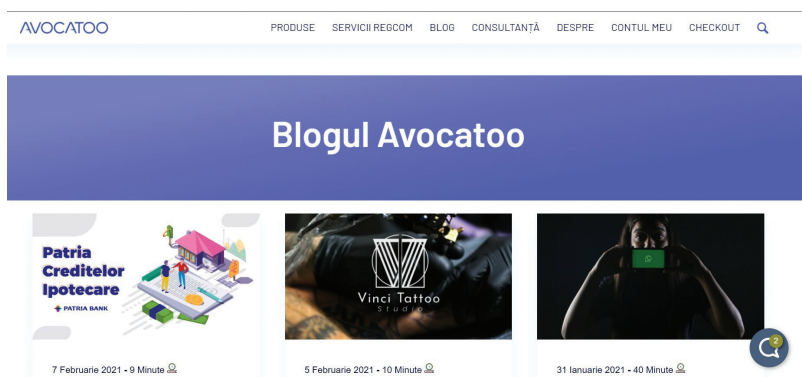 AVOCATOO
PRODUSE SERVICII REGCOM BLOG CONSULTANȚĂ DESPRE CONTUL MEU CHECKOUT
Blogul Avocatoo
Patria
Creditelor
Ipotecare
PATRIA BANK
Vinci Tattoo
Studio
7 Februarie 2021 - 9 Minute
5 Februarie 2021 - 10 Minute
31 Ianuarie 2021 - 40 Minute
2